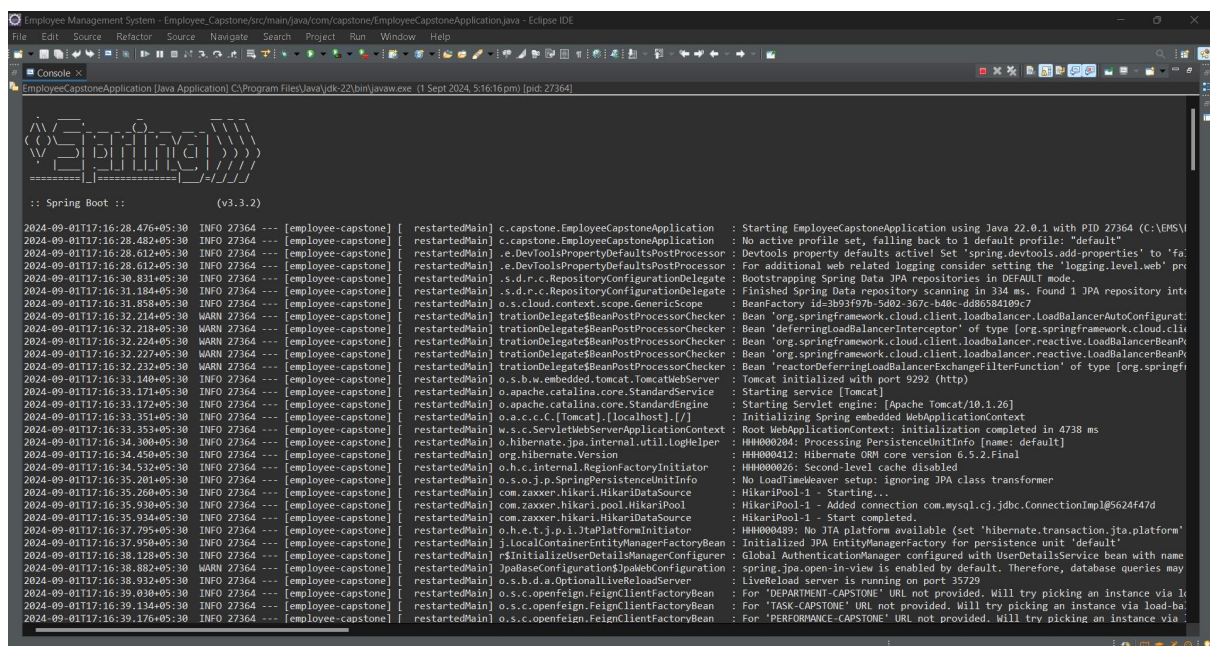 Employee Management System - Employee_Capstone/src/main/java/com/capstone/EmployeeCapstoneApplication.java - Eclipse IDE
File Edit Source Refactor Source Navigate Search Project Run Window Help
Console
EmployeeCapstoneApplication [Java Application] C:\Program Files\Java\jdk-22\bin\javaw.exe (1 Sept 2024, 5:16:16 pm) [pid: 27364]
Spring
:: Spring Boot :: (v3.3.2)
2024-09-01T17:16:28.476+05:30 INFO 27364 --- [employee-capstone] [ restartedMain] c.capstone.EmployeeCapstoneApplication : Starting EmployeeCapstoneApplication using Java 22.0.1 with PID 27364 (C:\EMS\
2024-09-01T17:16:28.482+05:30 INFO 27364 --- [employee-capstone] [ restartedMain] c.capstone.EmployeeCapstoneApplication : No active profile set, falling back to 1 default profile: "default"
2024-09-01T17:16:28.612+05:30 INFO 27364 --- [employee-capstone] [ restartedMain] .e.DevToolsPropertyDefaultsPostProcessor : Devtools property defaults active! Set 'spring.devtools.add-properties' to 'fal
2024-09-01T17:16:28.612+05:30 INFO 27364 --- [employee-capstone] [ restartedMain] .e.DevToolsPropertyDefaultsPostProcessor : For additional web related logging consider setting the 'logging.level.web' pro
2024-09-01T17:16:30.831+05:30 INFO 27364 --- [employee-capstone] [ restartedMain] .s.d.r.c.RepositoryConfigurationDelegate : Bootstrapping Spring Data JPA repositories in DEFAULT mode.
2024-09-01T17:16:31.184+05:30 INFO 27364 --- [employee-capstone] [ restartedMain] .s.d.r.c.RepositoryConfigurationDelegate : Finished Spring Data repository scanning in 334 ms. Found 1 JPA repository inte
2024-09-01T17:16:31.858+05:30 INFO 27364 --- [employee-capstone] [ restartedMain] o.s.cloud.context.scope.GenericScope : BeanFactory id=3b93f97b-5d02-367c-b40c-dd86584109c7
2024-09-01T17:16:32.214+05:30 WARN 27364 --- [employee-capstone] [ restartedMain] trationDelegate$BeanPostProcessorChecker : Bean 'org.springframework.cloud.client.loadbalancer.LoadBalancerAutoConfigurati
2024-09-01T17:16:32.218+05:30 WARN 27364 --- [employee-capstone] [ restartedMain] trationDelegate$BeanPostProcessorChecker : Bean 'deferringLoadBalancerInterceptor' of type [org.springframework.cloud.clie
2024-09-01T17:16:32.224+05:30 WARN 27364 --- [employee-capstone] [ restartedMain] trationDelegate$BeanPostProcessorChecker : Bean 'org.springframework.cloud.client.loadbalancer.reactive.LoadBalancerBeanPo
2024-09-01T17:16:32.227+05:30 WARN 27364 --- [employee-capstone] [ restartedMain] trationDelegate$BeanPostProcessorChecker : Bean 'org.springframework.cloud.client.loadbalancer.reactive.LoadBalancerBeanPo
2024-09-01T17:16:32.232+05:30 WARN 27364 --- [employee-capstone] [ restartedMain] trationDelegate$BeanPostProcessorChecker : Bean 'reactorDeferringLoadBalancerExchangeFilterFunction' of type [org.springfr
2024-09-01T17:16:33.140+05:30 INFO 27364 --- [employee-capstone] [ restartedMain] o.s.b.w.embedded.tomcat.TomcatWebServer : Tomcat initialized with port 9292 (http)
2024-09-01T17:16:33.171+05:30 INFO 27364 --- [employee-capstone] [ restartedMain] o.apache.catalina.core.StandardService : Starting service [Tomcat]
2024-09-01T17:16:33.172+05:30 INFO 27364 --- [employee-capstone] [ restartedMain] o.apache.catalina.core.StandardEngine : Starting Servlet engine: [Apache Tomcat/10.1.26]
2024-09-01T17:16:33.351+05:30 INFO 27364 --- [employee-capstone] [ restartedMain] o.a.c.c.C.[Tomcat].[localhost].[/] : Initializing Spring embedded WebApplicationContext
2024-09-01T17:16:33.353+05:30 INFO 27364 --- [employee-capstone] [ restartedMain] w.s.c.ServletWebServerApplicationContext : Root WebApplicationContext: initialization completed in 4738 ms
2024-09-01T17:16:34.300+05:30 INFO 27364 --- [employee-capstone] [ restartedMain] o.hibernate.jpa.internal.util.LogHelper : HHH000204: Processing PersistenceUnitInfo [name: default]
2024-09-01T17:16:34.450+05:30 INFO 27364 --- [employee-capstone] [ restartedMain] org.hibernate.Version : HHH000412: Hibernate ORM core version 6.5.2.Final
2024-09-01T17:16:34.532+05:30 INFO 27364 --- [employee-capstone] [ restartedMain] o.h.c.internal.RegionFactoryInitiator : HHH000026: Second-level cache disabled
2024-09-01T17:16:35.201+05:30 INFO 27364 --- [employee-capstone] [ restartedMain] o.s.o.j.p.SpringPersistenceUnitInfo : No LoadTimeWeaver setup: ignoring JPA class transformer
2024-09-01T17:16:35.260+05:30 INFO 27364 --- [employee-capstone] [ restartedMain] com.zaxxer.hikari.HikariDataSource : HikariPool-1 - Starting...
2024-09-01T17:16:35.930+05:30 INFO 27364 --- [employee-capstone] [ restartedMain] com.zaxxer.hikari.pool.HikariPool : HikariPool-1 - Added connection com.mysql.cj.jdbc.ConnectionImpl@5624f47d
2024-09-01T17:16:35.934+05:30 INFO 27364 --- [employee-capstone] [ restartedMain] com.zaxxer.hikari.HikariDataSource : HikariPool-1 - Start completed.
2024-09-01T17:16:37.795+05:30 INFO 27364 --- [employee-capstone] [ restartedMain] o.h.e.t.j.p.i.JtaPlatformInitiator : HHH000489: No JTA platform available (set 'hibernate.transaction.jta.platform'
2024-09-01T17:16:37.950+05:30 INFO 27364 --- [employee-capstone] [ restartedMain] j.LocalContainerEntityManagerFactoryBean : Initialized JPA EntityManagerFactory for persistence unit 'default'
2024-09-01T17:16:38.128+05:30 INFO 27364 --- [employee-capstone] [ restartedMain] r$InitializeUserDetailsManagerConfigurer : Global AuthenticationManager configured with UserDetailsService bean with name
2024-09-01T17:16:38.882+05:30 WARN 27364 --- [employee-capstone] [ restartedMain] JpaBaseConfiguration$JpaWebConfiguration : spring.jpa.open-in-view is enabled by default. Therefore, database queries may
2024-09-01T17:16:38.932+05:30 INFO 27364 --- [employee-capstone] [ restartedMain] o.s.b.d.a.OptionalLiveReloadServer : LiveReload server is running on port 35729
2024-09-01T17:16:39.030+05:30 INFO 27364 --- [employee-capstone] [ restartedMain] o.s.c.openfeign.FeignClientFactoryBean : For 'DEPARTMENT-CAPSTONE' URL not provided. Will try picking an instance via lo
2024-09-01T17:16:39.134+05:30 INFO 27364 --- [employee-capstone] [ restartedMain] o.s.c.openfeign.FeignClientFactoryBean : For 'TASK-CAPSTONE' URL not provided. Will try picking an instance via load-ba
2024-09-01T17:16:39.176+05:30 INFO 27364 --- [employee-capstone] [ restartedMain] o.s.c.openfeign.FeignClientFactoryBean : For 'PERFORMANCE-CAPSTONE' URL not provided. Will try picking an instance via